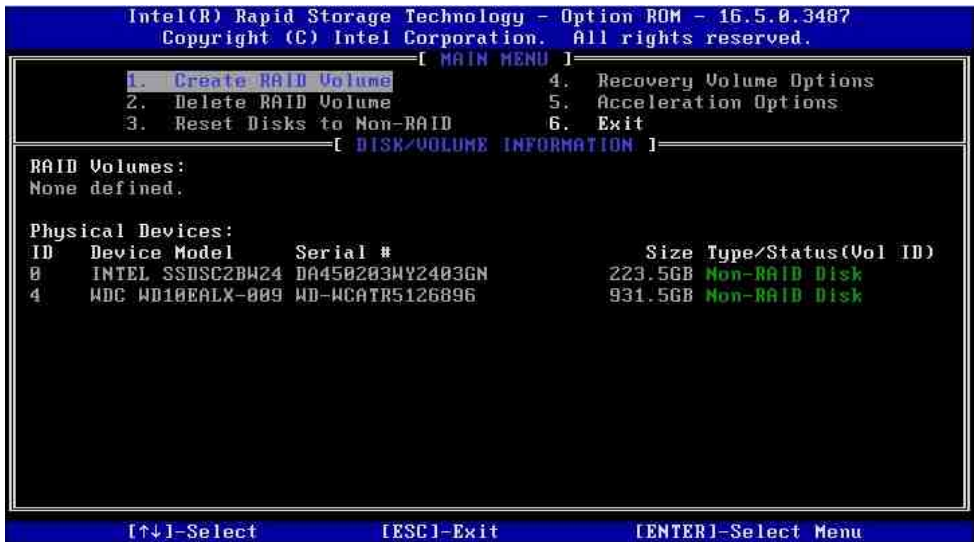 Intel(R) Rapid Storage Technology - Option ROM - 16.5.0.3487
Copyright (C) Intel Corporation. All rights reserved.
[ MAIN MENU ]
1. Create RAID Volume 4. Recovery Volume Options
2. Delete RAID Volume 5. Acceleration Options
3. Reset Disks to Non-RAID 6. Exit
[ DISK/VOLUME INFORMATION ]
RAID Volumes:
None defined.
Physical Devices:
ID Device Model Serial # Size Type/Status(Vol ID)
0 INTEL SSDSC2BW24 DA450203WY2403GN 223.5GB Non-RAID Disk
4 WDC WD10EALX-009 WD-WCATR5126896 931.5GB Non-RAID Disk
[↑↓]-Select [ESC]-Exit [ENTER]-Select Menu